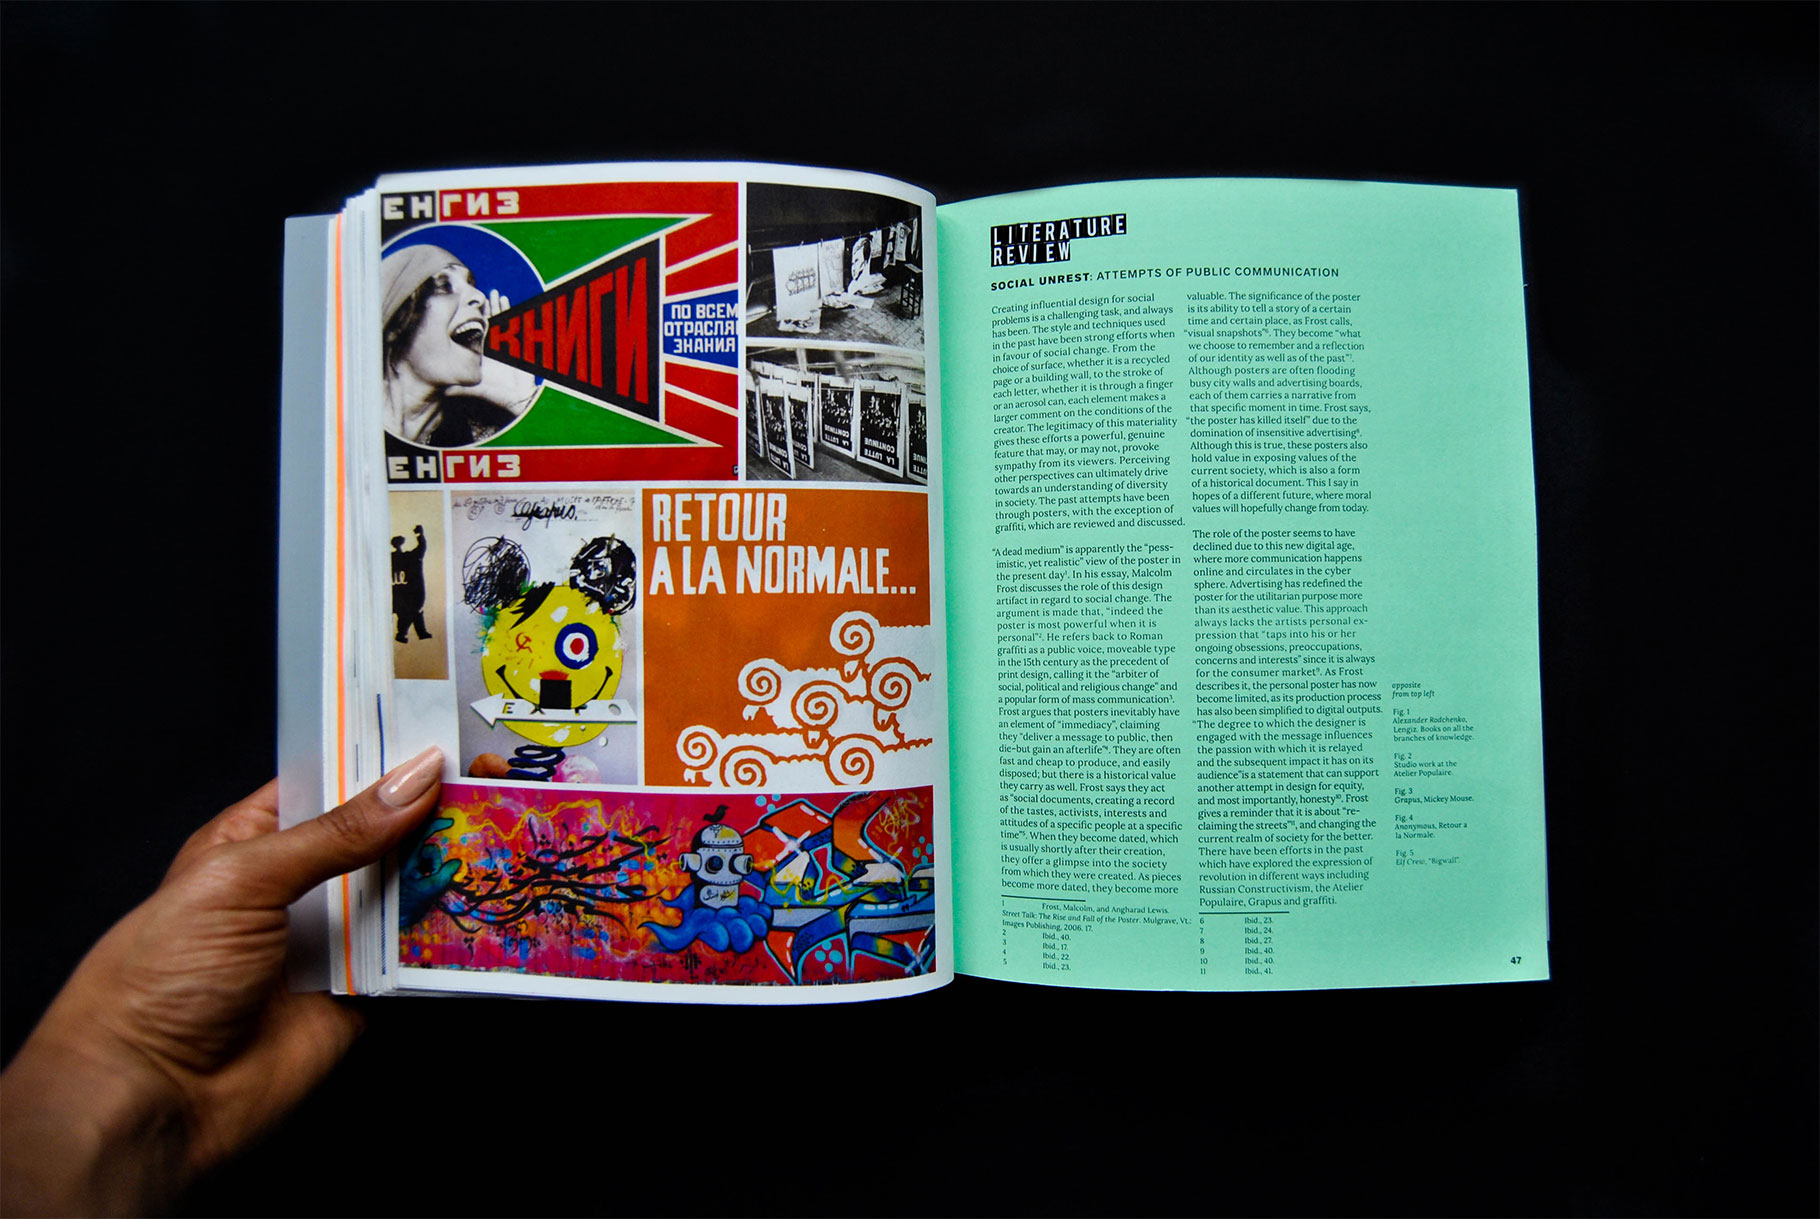 ЕНГИЗ
КНИГИ
ПО ВСЕМ
ОТРАСЛЯ
ЗНАНИЯ
ЕНГИЗ
LA LUTTE
CONTINUE
LA LUTTE
CONTINUE
LA LUTTE
CONTINUE
ue
Grapus.
EXP
RETOUR
A LA NORMALE...
LITERATURE
REVIEW
SOCIAL UNREST: ATTEMPTS OF PUBLIC COMMUNICATION
Creating influential design for social
problems is a challenging task, and always
has been. The style and techniques used
in the past have been strong efforts when
in favour of social change. From the
choice of surface, whether it is a recycled
page or a building wall, to the stroke of
each letter, whether it is through a finger
or an aerosol can, each element makes a
larger comment on the conditions of the
creator. The legitimacy of this materiality
gives these efforts a powerful, genuine
feature that may, or may not, provoke
sympathy from its viewers. Perceiving
other perspectives can ultimately drive
towards an understanding of diversity
in society. The past attempts have been
through posters, with the exception of
graffiti, which are reviewed and discussed.
“A dead medium” is apparently the “pess-
imistic, yet realistic” view of the poster in
the present day1. In his essay, Malcolm
Frost discusses the role of this design
artifact in regard to social change. The
argument is made that, “indeed the
poster is most powerful when it is
personal”2. He refers back to Roman
graffiti as a public voice, moveable type
in the 15th century as the precedent of
print design, calling it the “arbiter of
social, political and religious change” and
a popular form of mass communication3.
Frost argues that posters inevitably have
an element of “immediacy”, claiming
they “deliver a message to public, then
die-but gain an afterlife”4. They are often
fast and cheap to produce, and easily
disposed; but there is a historical value
they carry as well. Frost says they act
as “social documents, creating a record
of the tastes, activists, interests and
attitudes of a specific people at a specific
time”5. When they become dated, which
is usually shortly after their creation,
they offer a glimpse into the society
from which they were created. As pieces
become more dated, they become more
1 Frost, Malcolm, and Angharad Lewis.
Street Talk: The Rise and Fall of the Poster. Mulgrave, Vt.:
Images Publishing, 2006. 17.
2 Ibid., 40.
3 Ibid., 17.
4 Ibid., 22.
5 Ibid., 23.
valuable. The significance of the poster
is its ability to tell a story of a certain
time and certain place, as Frost calls,
“visual snapshots”6. They become “what
we choose to remember and a reflection
of our identity as well as of the past”7.
Although posters are often flooding
busy city walls and advertising boards,
each of them carries a narrative from
that specific moment in time. Frost says,
“the poster has killed itself” due to the
domination of insensitive advertising8.
Although this is true, these posters also
hold value in exposing values of the
current society, which is also a form
of a historical document. This I say in
hopes of a different future, where moral
values will hopefully change from today.
The role of the poster seems to have
declined due to this new digital age,
where more communication happens
online and circulates in the cyber
sphere. Advertising has redefined the
poster for the utilitarian purpose more
than its aesthetic value. This approach
always lacks the artists personal ex-
pression that “taps into his or her
ongoing obsessions, preoccupations,
concerns and interests” since it is always
for the consumer market9. As Frost
describes it, the personal poster has now
become limited, as its production process
has also been simplified to digital outputs.
“The degree to which the designer is
engaged with the message influences
the passion with which it is relayed
and the subsequent impact it has on its
audience”is a statement that can support
another attempt in design for equity,
and most importantly, honesty10. Frost
gives a reminder that it is about “re-
claiming the streets”11, and changing the
current realm of society for the better.
There have been efforts in the past
which have explored the expression of
revolution in different ways including
Russian Constructivism, the Atelier
Populaire, Grapus and graffiti.
6 Ibid., 23.
7 Ibid., 24.
8 Ibid., 27.
9 Ibid., 40.
10 Ibid., 40.
11 Ibid., 41.
opposite
from top left
Fig. 1
Alexander Rodchenko,
Lengiz. Books on all the
branches of knowledge.
Fig. 2
Studio work at the
Atelier Populaire.
Fig. 3
Grapus, Mickey Mouse.
Fig. 4
Anonymous, Retour a
la Normale.
Fig. 5
Elf Crew, “Bigwall”.
47